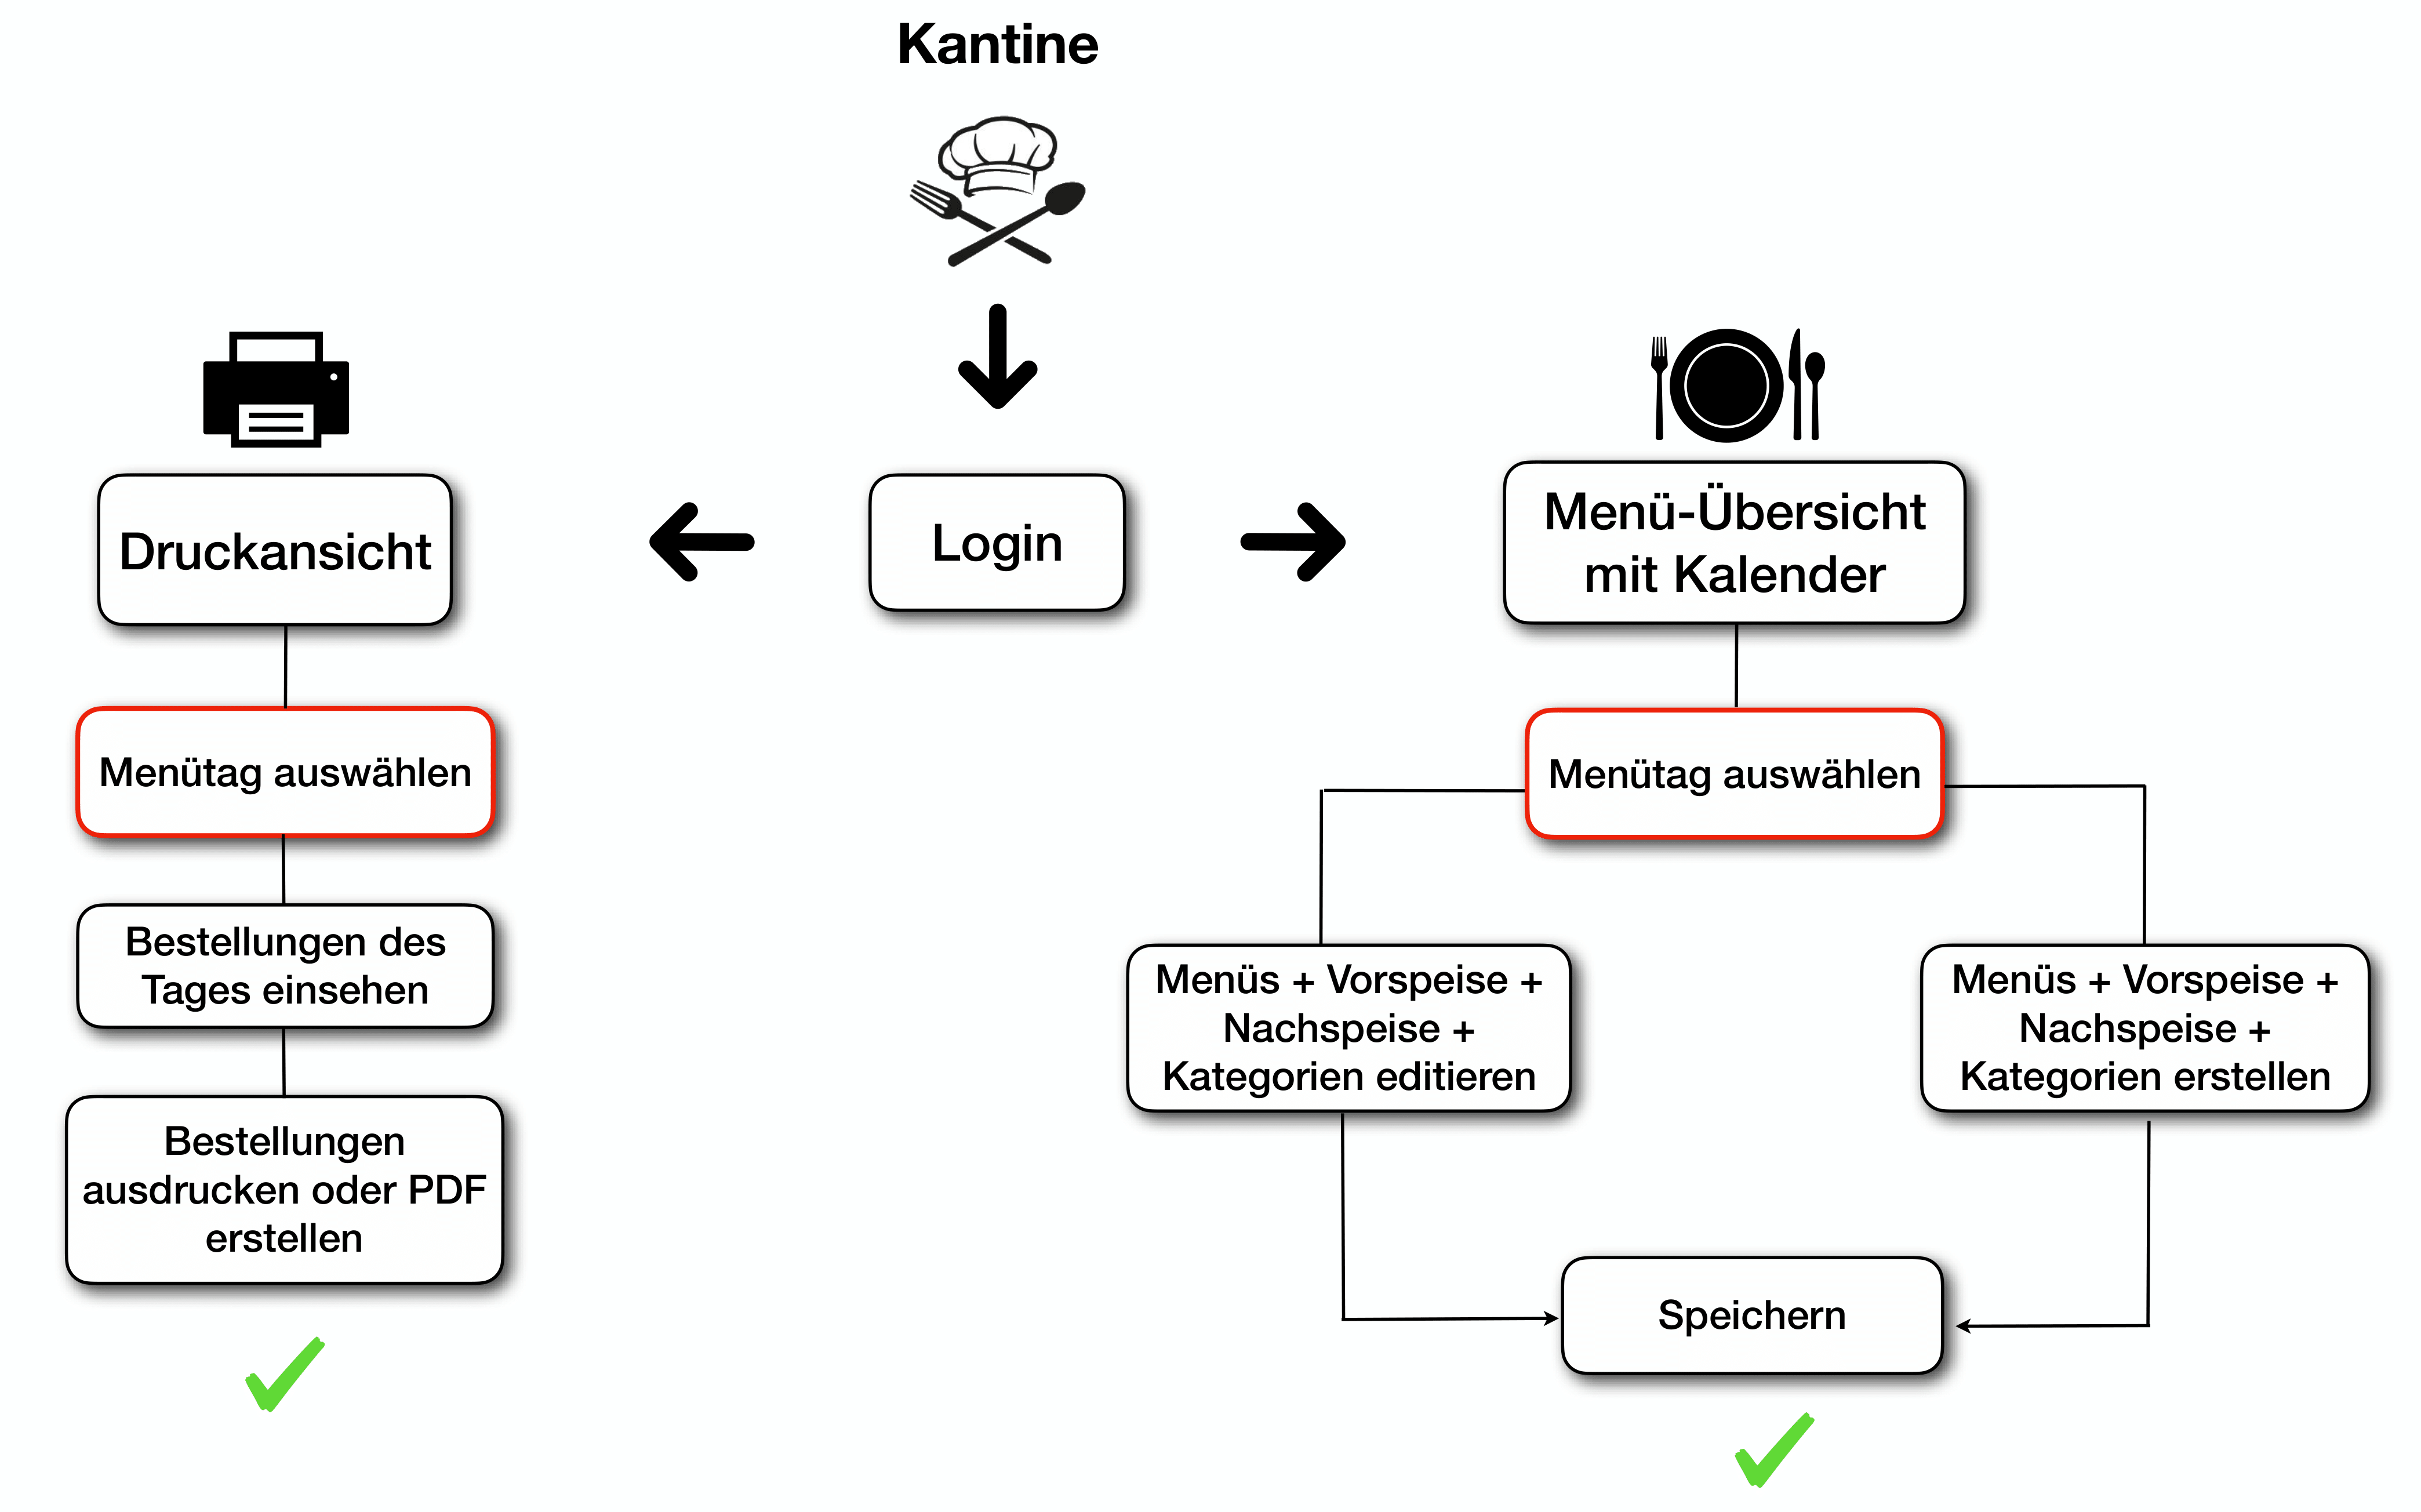 Kantine
Druckansicht
Login
Menü-Übersicht
mit Kalender
Menütag auswählen
Bestellungen des
Tages einsehen
Bestellungen
ausdrucken oder PDF
erstellen
Menütag auswählen
Menüs + Vorspeise +
Nachspeise +
Kategorien editieren
Menüs + Vorspeise +
Nachspeise +
Kategorien erstellen
Speichern